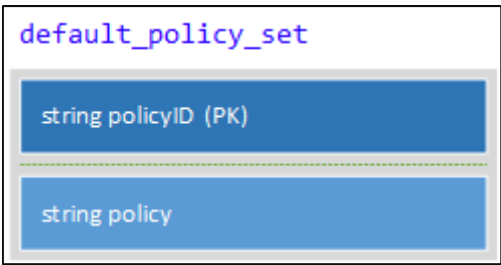 default_policy_set
string policyID (PK)
string policy